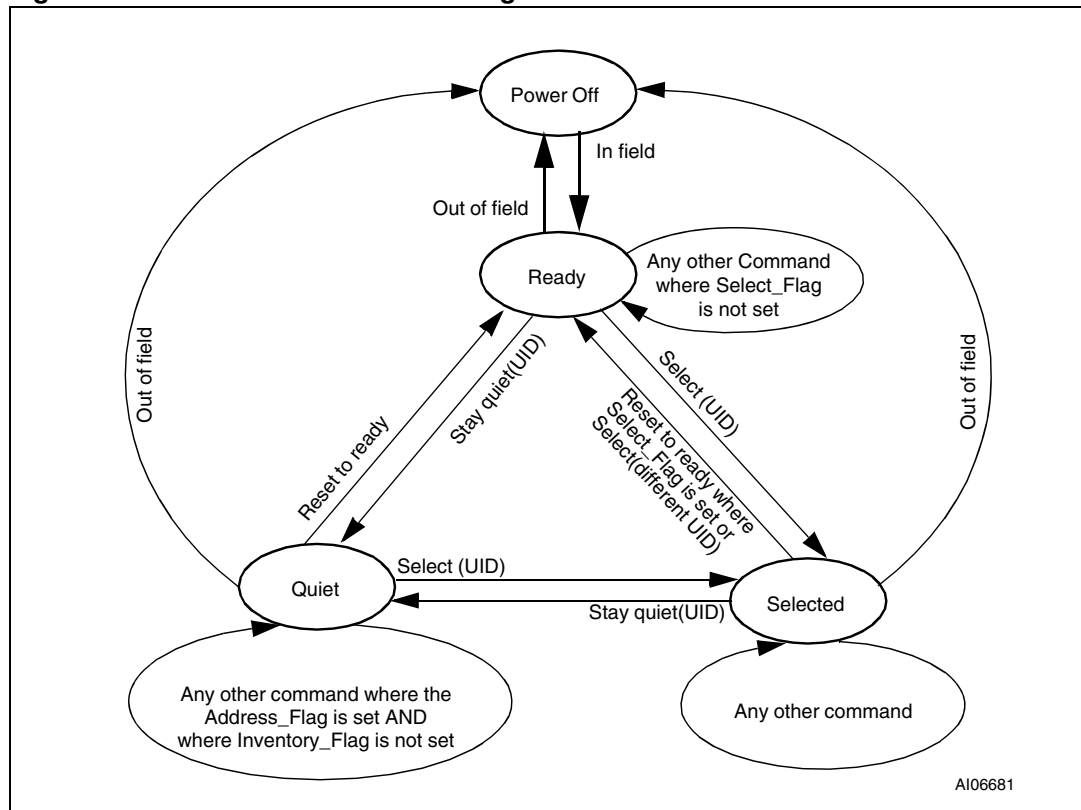 Power Off
In field
Out of field
Ready
Any other Command
where Select_Flag
is not set
Out of field
Reset to ready
Stay quiet(UID)
Select (UID)
Reset to ready where
Select_Flag is set or
Select(different UID)
Out of field
Quiet
Select (UID)
Stay quiet(UID)
Selected
Any other command where the
Address_Flag is set AND
where Inventory_Flag is not set
Any other command
AI06681